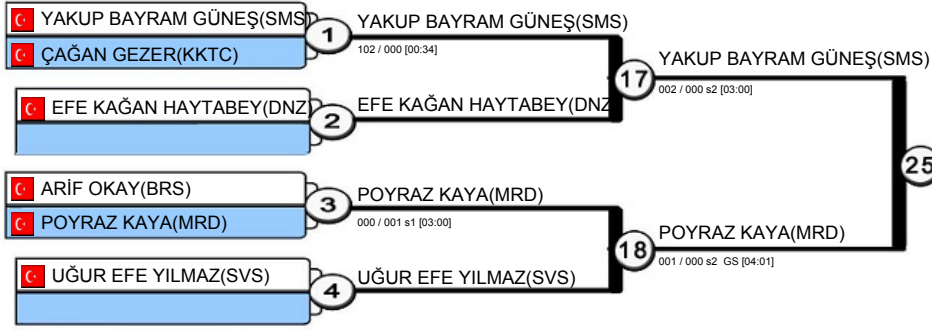 YAKUP BAYRAM GÜNEŞ(SMS)
ÇAĞAN GEZER(KKTC)
1
YAKUP BAYRAM GÜNEŞ(SMS)
102 / 000 [00:34]
EFE KAĞAN HAYTABEY(DNZ)
2
EFE KAĞAN HAYTABEY(DNZ
17
YAKUP BAYRAM GÜNEŞ(SMS)
002 / 000 s2 [03:00]
ARİF OKAY(BRS)
POYRAZ KAYA(MRD)
3
POYRAZ KAYA(MRD)
000 / 001 s1 [03:00]
UĞUR EFE YILMAZ(SVS)
4
UĞUR EFE YILMAZ(SVS)
18
POYRAZ KAYA(MRD)
001 / 000 s2 GS [04:01]
25